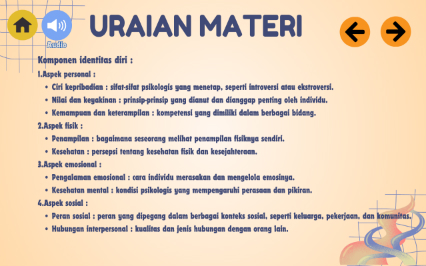 URAIAN MATERI
Audio
Komponen identitas diri :
1.Aspek personal :
• Ciri kepribadian : sifat-sifat psikologis yang menetap, seperti introversi atau ekstroversi.
• Nilai dan keyakinan : prinsip-prinsip yang dianut dan dianggap penting oleh individu.
• Kemampuan dan keterampilan : kompetensi yang dimiliki dalam berbagai bidang.
2.Aspek fisik :
• Penampilan : bagaimana seseorang melihat penampilan fisiknya sendiri.
• Kesehatan : persepsi tentang kesehatan fisik dan kesejahteraan.
3.Aspek emosional :
• Pengalaman emosional : cara individu merasakan dan mengelola emosinya.
• Kesehatan mental : kondisi psikologis yang mempengaruhi perasaan dan pikiran.
4.Aspek sosial :
• Peran sosial : peran yang dipegang dalam berbagai konteks sosial, seperti keluarga, pekerjaan, dan komunitas.
• Hubungan interpersonal : kualitas dan jenis hubungan dengan orang lain.